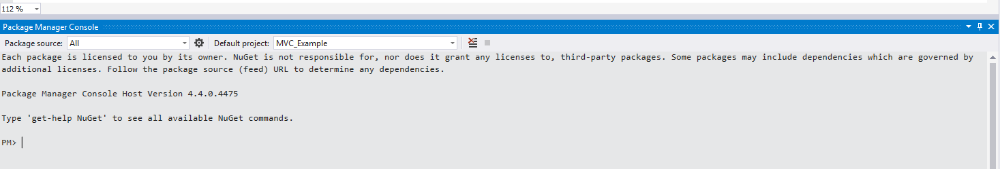 112 %
Package Manager Console
Package source: All Default project: MVC_Example
Each package is licensed to you by its owner. NuGet is not responsible for, nor does it grant any licenses to, third-party packages. Some packages may include dependencies which are governed by
additional licenses. Follow the package source (feed) URL to determine any dependencies.
Package Manager Console Host Version 4.4.0.4475
Type 'get-help NuGet' to see all available NuGet commands.
PM>